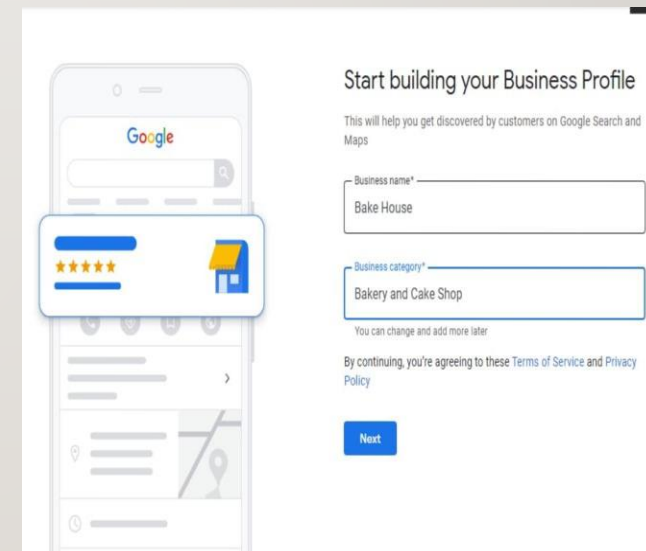 Google
Start building your Business Profile
This will help you get discovered by customers on Google Search and
Maps
Business name*
Bake House
Business category*
Bakery and Cake Shop
You can change and add more later
By continuing, you're agreeing to these Terms of Service and Privacy
Policy
Next